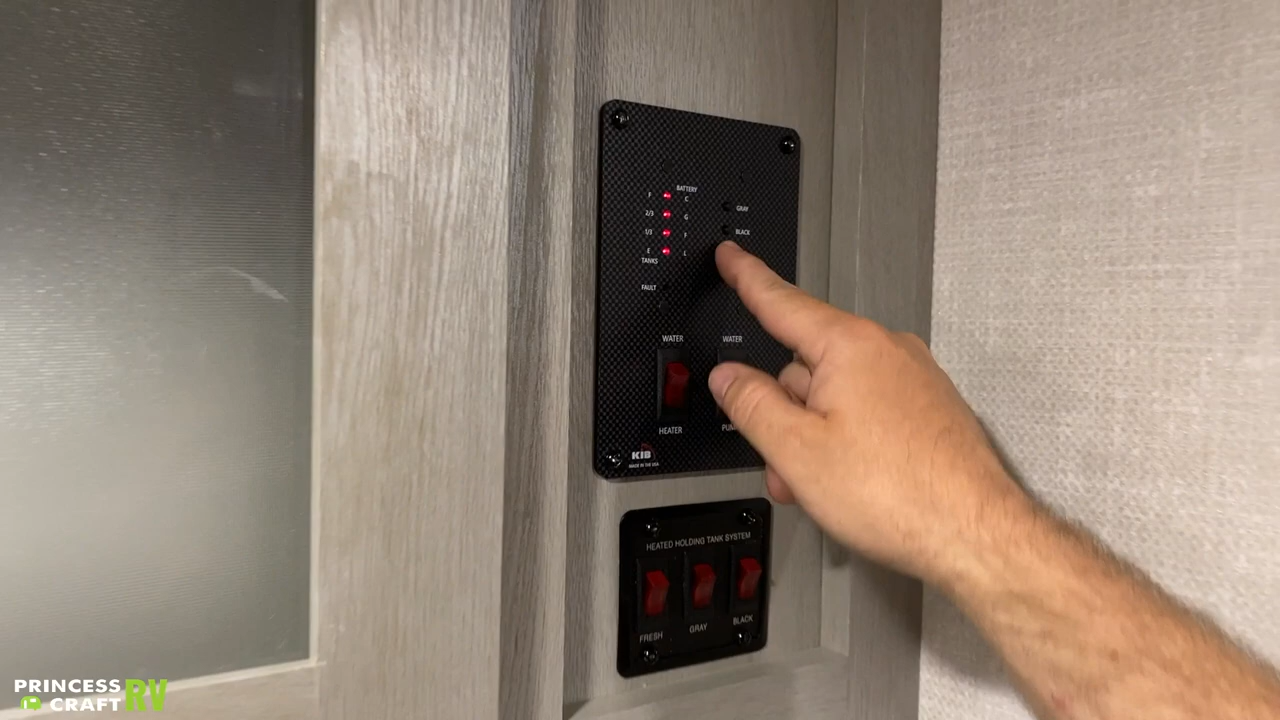 BATTERY
F C
2/3 G
1/3 F
E L
TANKS
FAULT
GRAY
BLACK
WATER
HEATER
WATER
PUM
KIB
MADE IN THE USA
HEATED HOLDING TANK SYSTEM
FRESH GRAY BLACK
PRINCESS
CRAFT RV